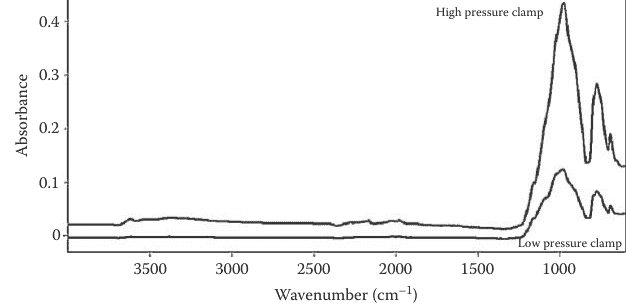 High pressure clamp
0.4
0.3
0.2
0.1
0
Absorbance
Low pressure clamp
3500 3000 2500 2000 1500 1000
Wavenumber (cm⁻¹)